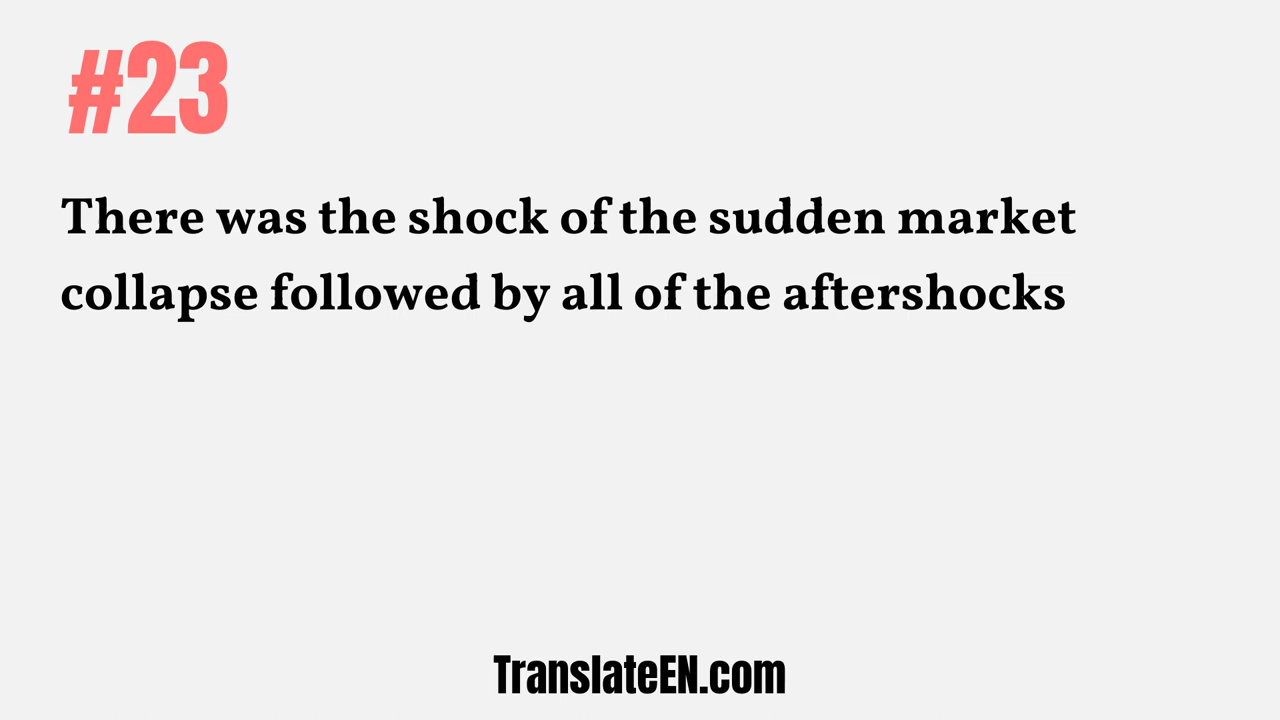 #23
There was the shock of the sudden market
collapse followed by all of the aftershocks
TranslateEN.com